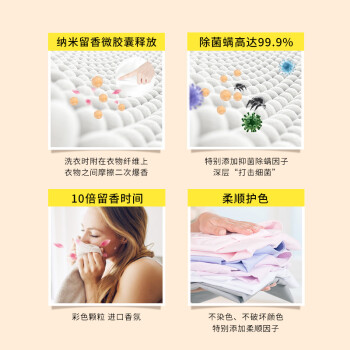 纳米留香微胶囊释放
除菌螨高达99.9%
洗衣时附在衣物纤维上
衣物之间摩擦二次爆香
特别添加抑菌除螨因子
深层“打击细菌”
10倍留香时间
柔顺护色
彩色颗粒 进口香氛
不染色、不破坏颜色
特别添加柔顺因子